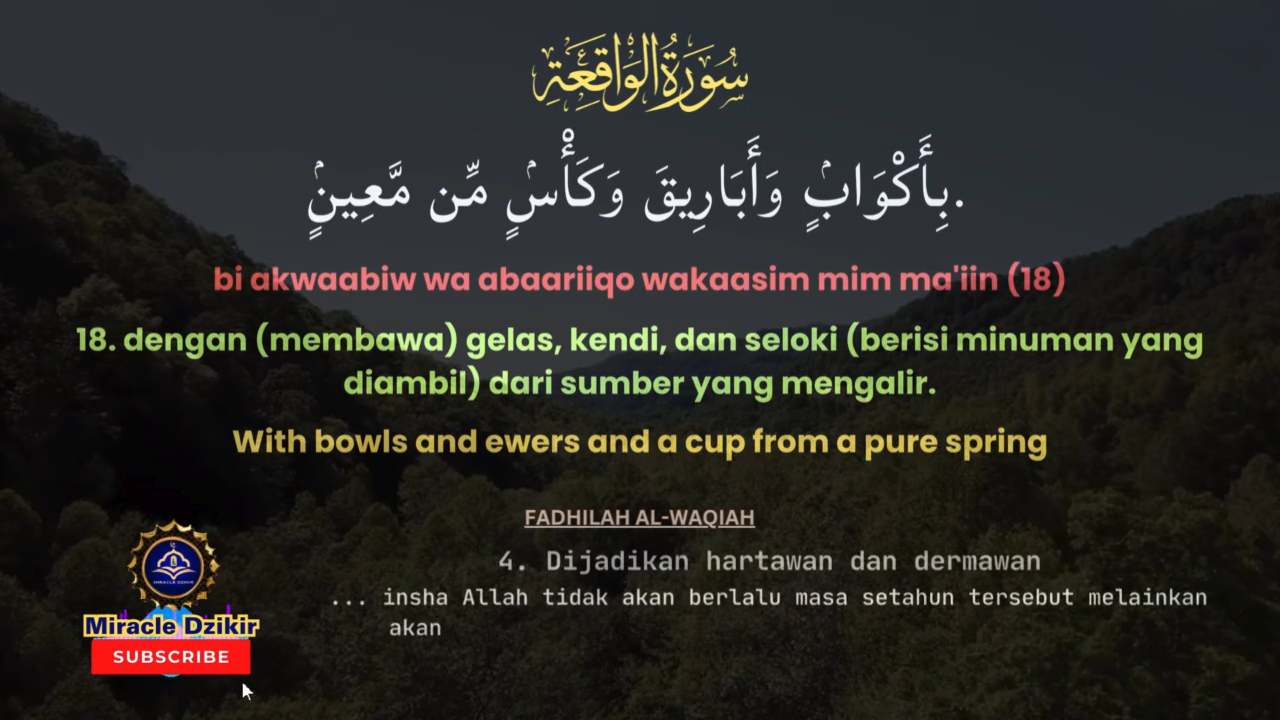 سُورَةُ الْوَاقِعَةِ
بِأَكْوَابٍۢ وَأَبَارِيقَ وَكَأْسٍۢ مِّن مَّعِينٍۢ.
bi akwaabiw wa abaariiqo wakaasim mim ma'iin (18)
18. dengan (membawa) gelas, kendi, dan seloki (berisi minuman yang
diambil) dari sumber yang mengalir.
With bowls and ewers and a cup from a pure spring
FADHILAH AL-WAQIAH
4. Dijadikan hartawan dan dermawan
... insha Allah tidak akan berlalu masa setahun tersebut melainkan
akan
MIRACLE DZIKIR
Miracle Dzikir
SUBSCRIBE